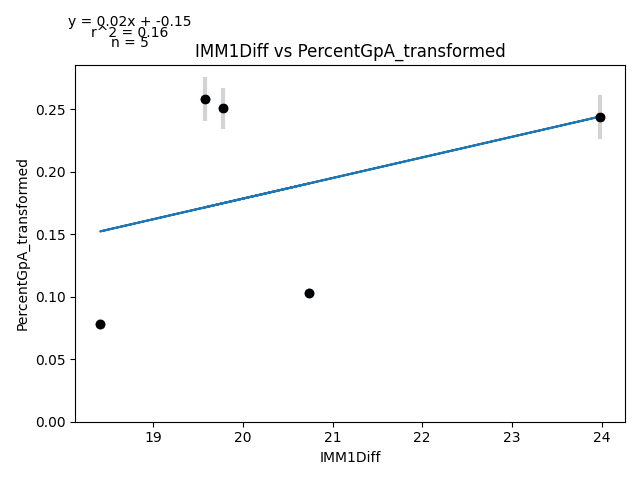 y = 0.02x + -0.15
r^2 = 0.16
n = 5
IMM1Diff vs PercentGpA_transformed
PercentGpA_transformed
0.25
0.20
0.15
0.10
0.05
0.00
19
20
21
22
23
24
IMM1Diff